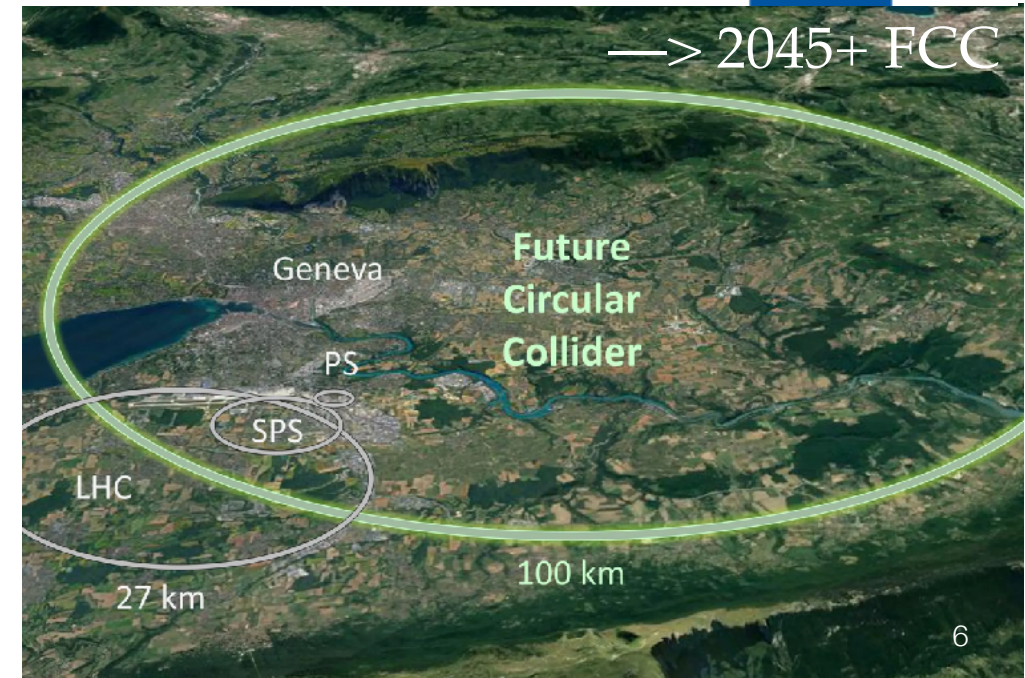 —> 2045+ FCC
Geneva
Future
Circular
Collider
PS
SPS
LHC
100 km
27 km
6